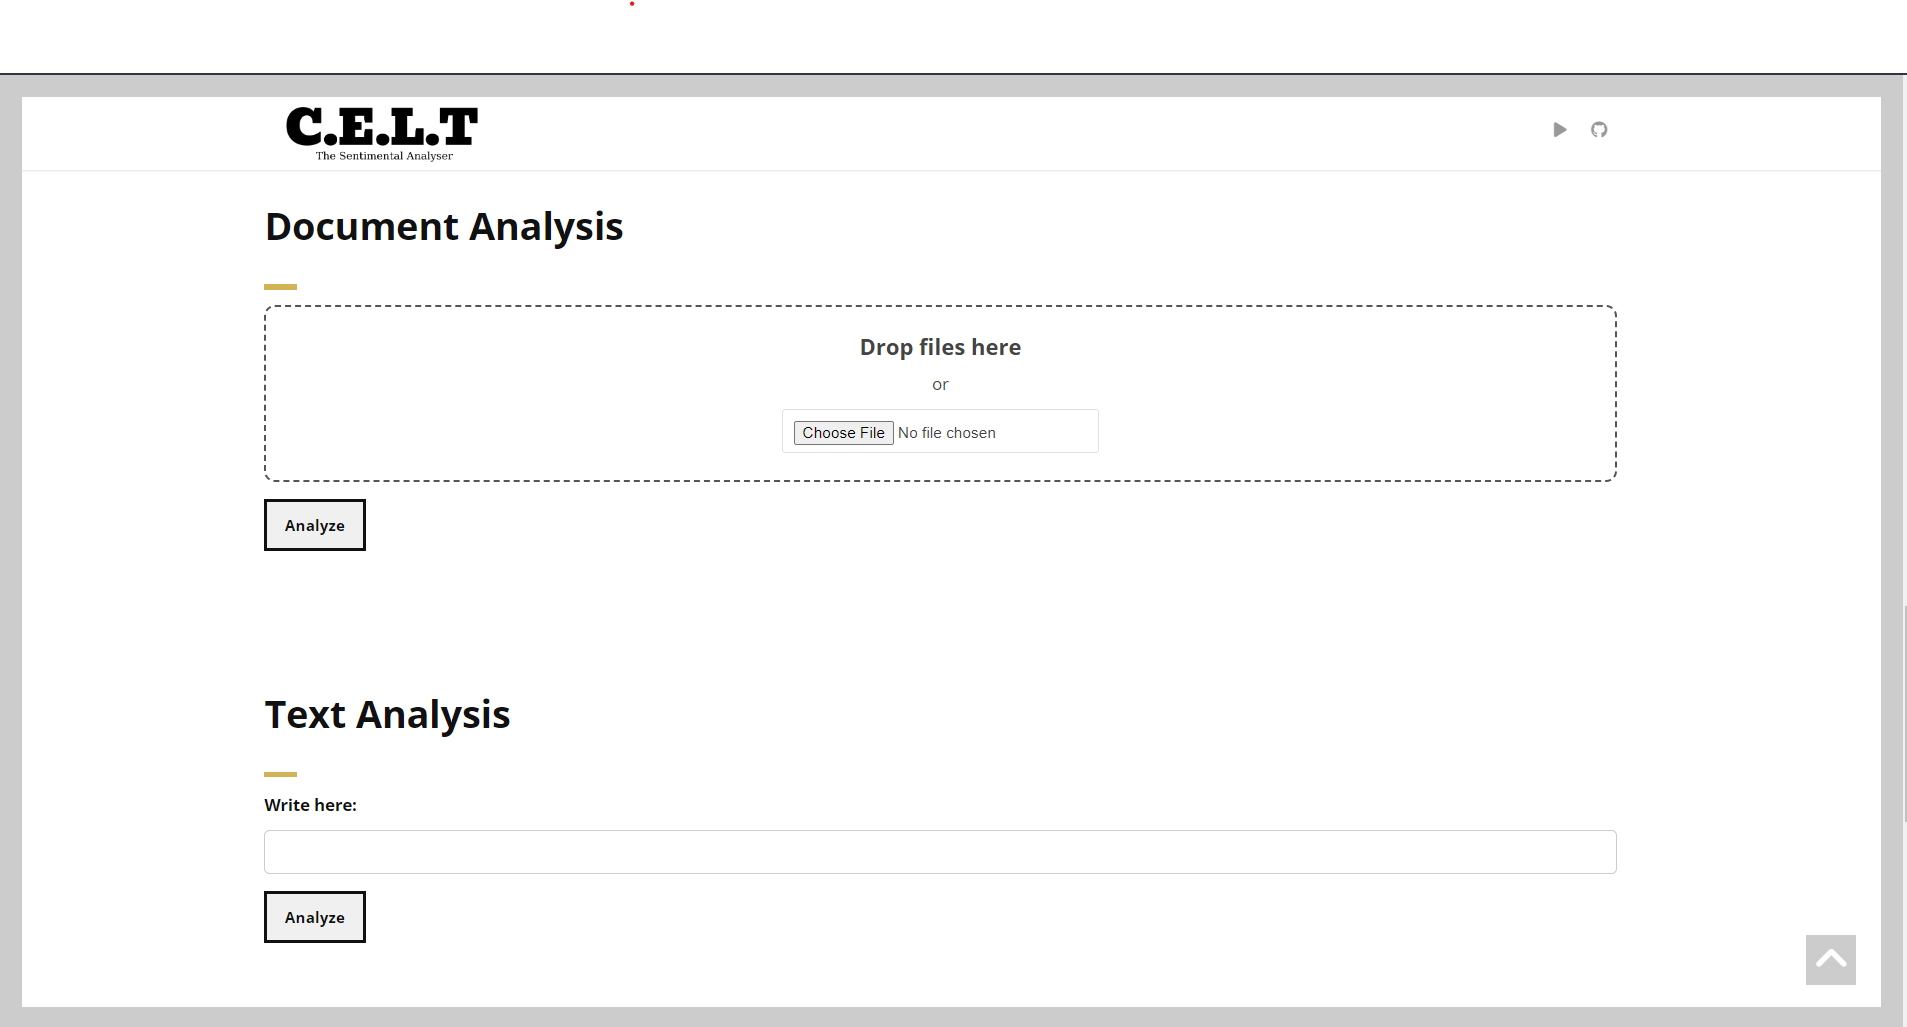 C.E.L.T
The Sentimental Analyser
Document Analysis
Drop files here
or
Choose File No file chosen
Analyze
Text Analysis
Write here:
Analyze